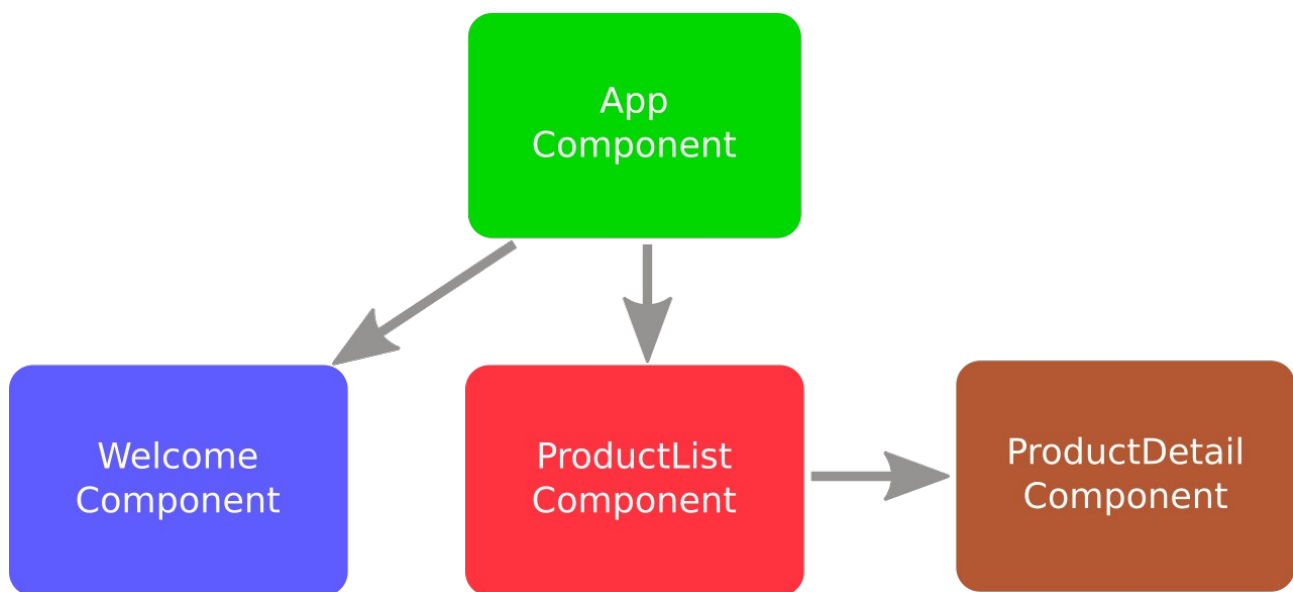 App
Component
Welcome
Component
ProductList
Component
ProductDetail
Component